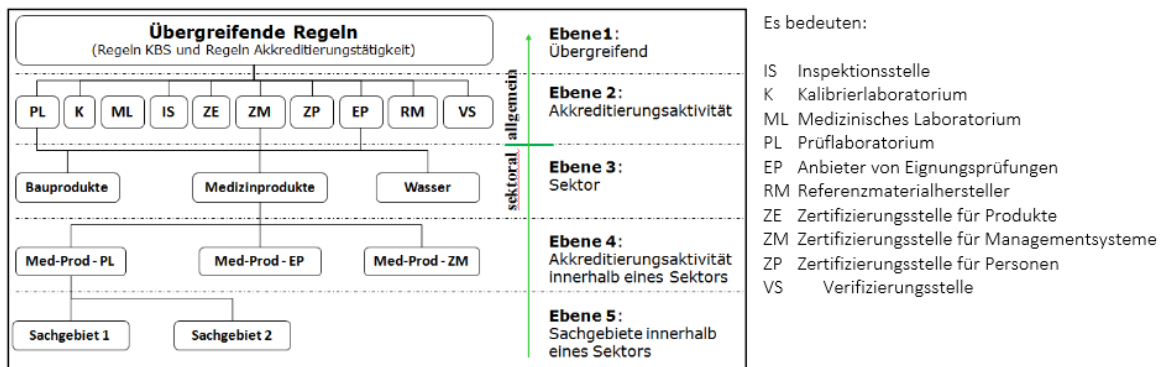 Übergreifende Regeln
(Regeln KBS und Regeln Akkreditierungstätigkeit)
PL K ML IS ZE ZM ZP EP RM VS
Bauprodukte Medizinprodukte Wasser
Med-Prod - PL Med-Prod - EP Med-Prod - ZM
Sachgebiet 1 Sachgebiet 2
sektoral allgemein
Ebene1:
Übergreifend
Ebene 2:
Akkreditierungsaktivität
Ebene 3:
Sektor
Ebene 4:
Akkreditierungsaktivität
innerhalb eines Sektors
Ebene 5:
Sachgebiete innerhalb
eines Sektors
Es bedeuten:
IS Inspektionsstelle
K Kalibrierlaboratorium
ML Medizinisches Laboratorium
PL Prüflaboratorium
EP Anbieter von Eignungsprüfungen
RM Referenzmaterialhersteller
ZE Zertifizierungsstelle für Produkte
ZM Zertifizierungsstelle für Managementsysteme
ZP Zertifizierungsstelle für Personen
VS Verifizierungsstelle